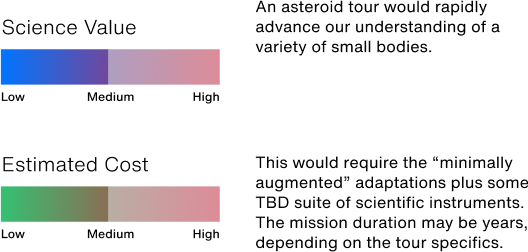 Science Value
Low Medium High
An asteroid tour would rapidly
advance our understanding of a
variety of small bodies.
Estimated Cost
Low Medium High
This would require the “minimally
augmented” adaptations plus some
TBD suite of scientific instruments.
The mission duration may be years,
depending on the tour specifics.